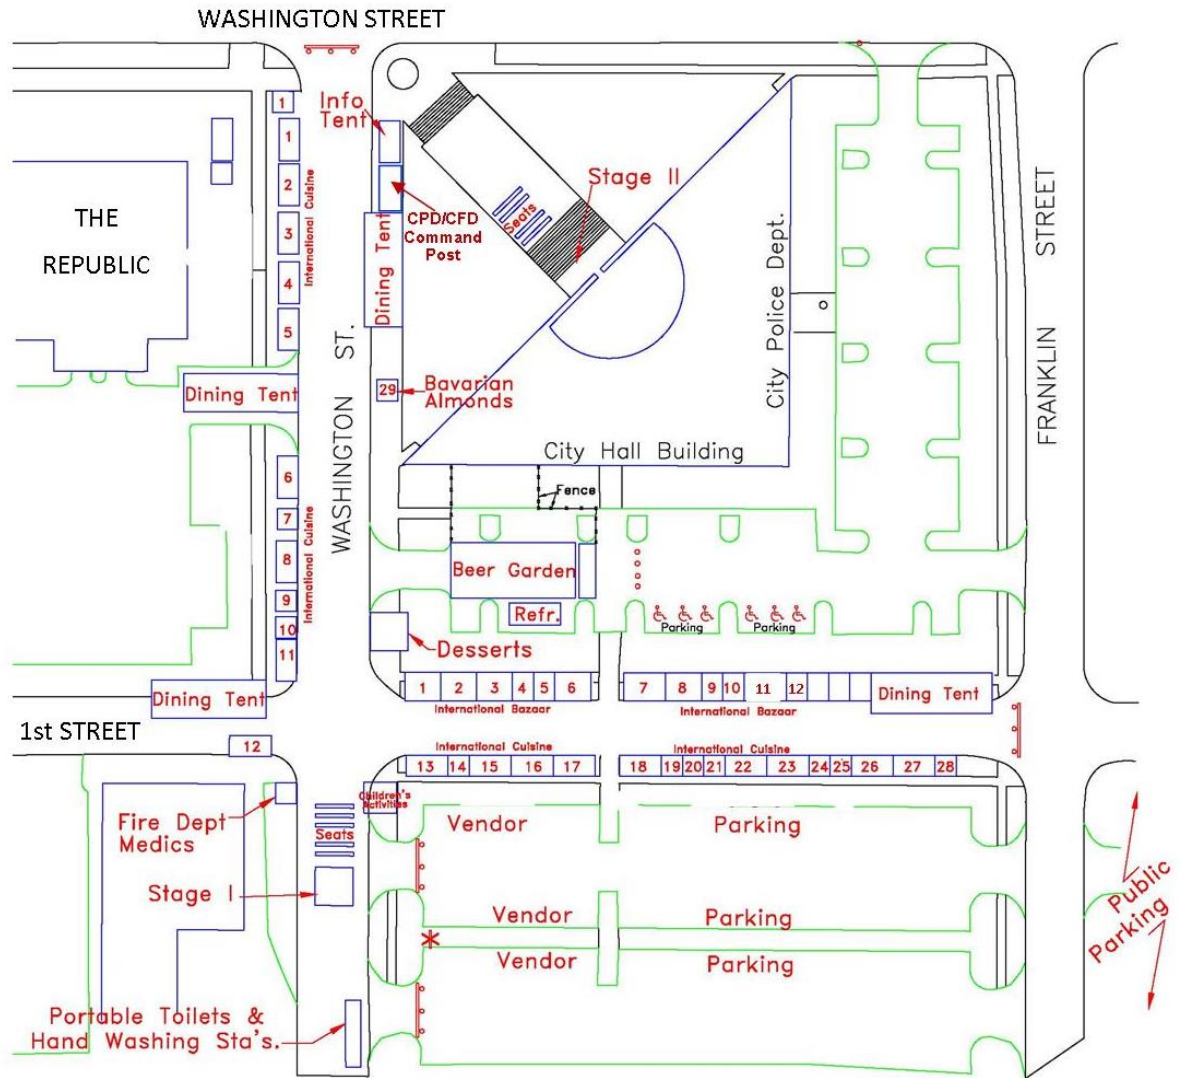 WASHINGTON STREET
Info
Tent
1
1
2
3
4
5
International Cuisine
THE
REPUBLIC
CPD/CFD
Command
Post
Dining Tent
Stage II
Seats
City Police Dept.
FRANKLIN STREET
WASHINGTON ST.
Dining Tent
29
Bavarian
Almonds
City Hall Building
Fence
6
7
8
9
10
11
International Cuisine
Beer Garden
Refr.
Parking
Parking
Desserts
Dining Tent
1 2 3 4 5 6
International Bazaar
7 8 9 10 11 12
International Bazaar
Dining Tent
1st STREET
12
International Cuisine
13 14 15 16 17
International Cuisine
18 19 20 21 22 23 24 25 26 27 28
Children's
Activities
Fire Dept
Medics
Seats
Stage I
Vendor Parking
Vendor Parking
Vendor Parking
Public
Parking
Portable Toilets &
Hand Washing Sta's.